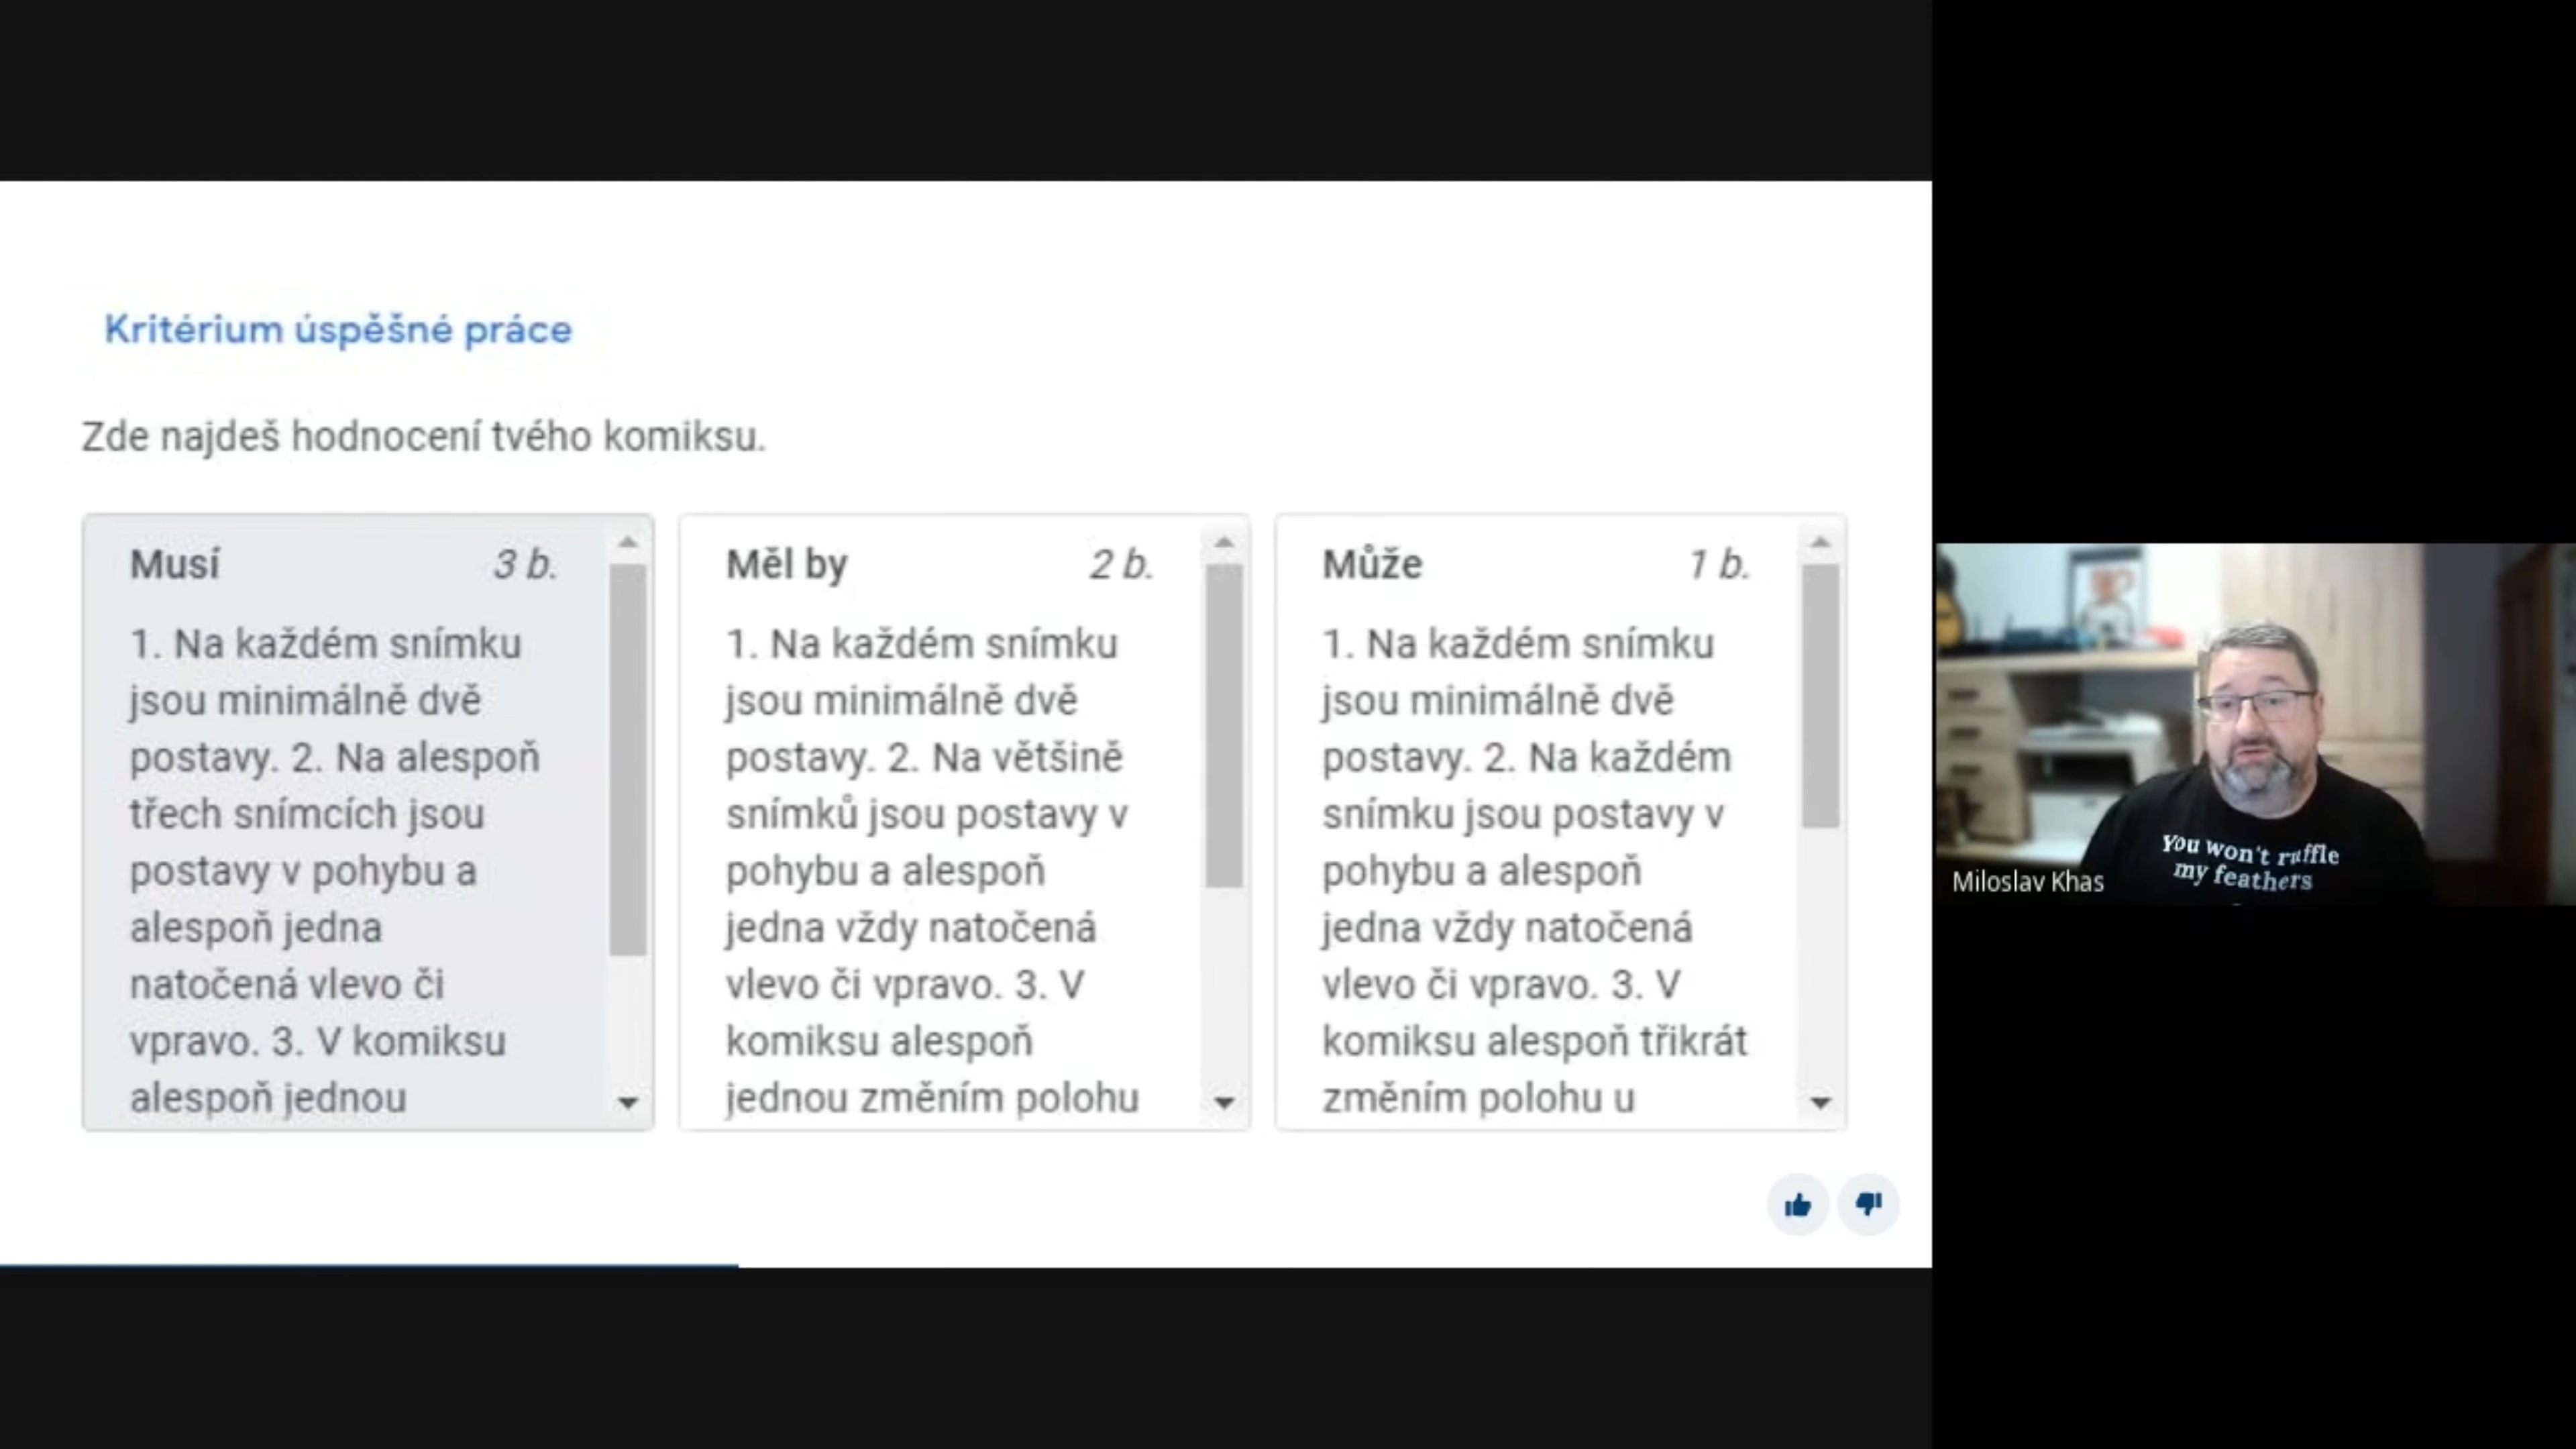 Kritérium úspěšné práce
Zde najdeš hodnocení tvého komiksu.
Musí 3 b.
1. Na každém snímku
jsou minimálně dvě
postavy. 2. Na alespoň
třech snímcích jsou
postavy v pohybu a
alespoň jedna
natočená vlevo či
vpravo. 3. V komiksu
alespoň jednou
Měl by 2 b.
1. Na každém snímku
jsou minimálně dvě
postavy. 2. Na většině
snímků jsou postavy v
pohybu a alespoň
jedna vždy natočená
vlevo či vpravo. 3. V
komiksu alespoň
jednou změním polohu
Může 1 b.
1. Na každém snímku
jsou minimálně dvě
postavy. 2. Na každém
snímku jsou postavy v
pohybu a alespoň
jedna vždy natočená
vlevo či vpravo. 3. V
komiksu alespoň třikrát
změním polohu u
You won't ruffle
my feathers
Miloslav Khas